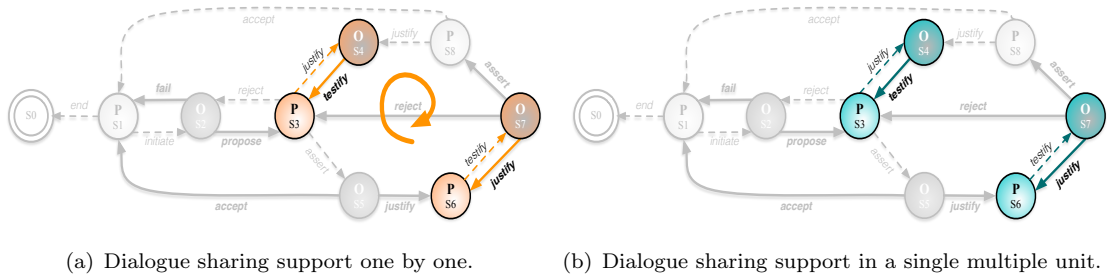 accept
O
S4
justify
P
S8
justify
testify
assert
fail
reject
S0
end
P
S1
O
S2
P
S3
reject
O
S7
initiate
propose
assert
testify
justify
O
S5
P
S6
accept
justify
(a) Dialogue sharing support one by one.
accept
O
S4
justify
P
S8
justify
testify
assert
fail
reject
S0
end
P
S1
O
S2
P
S3
reject
O
S7
initiate
propose
assert
testify
justify
O
S5
P
S6
accept
justify
(b) Dialogue sharing support in a single multiple unit.